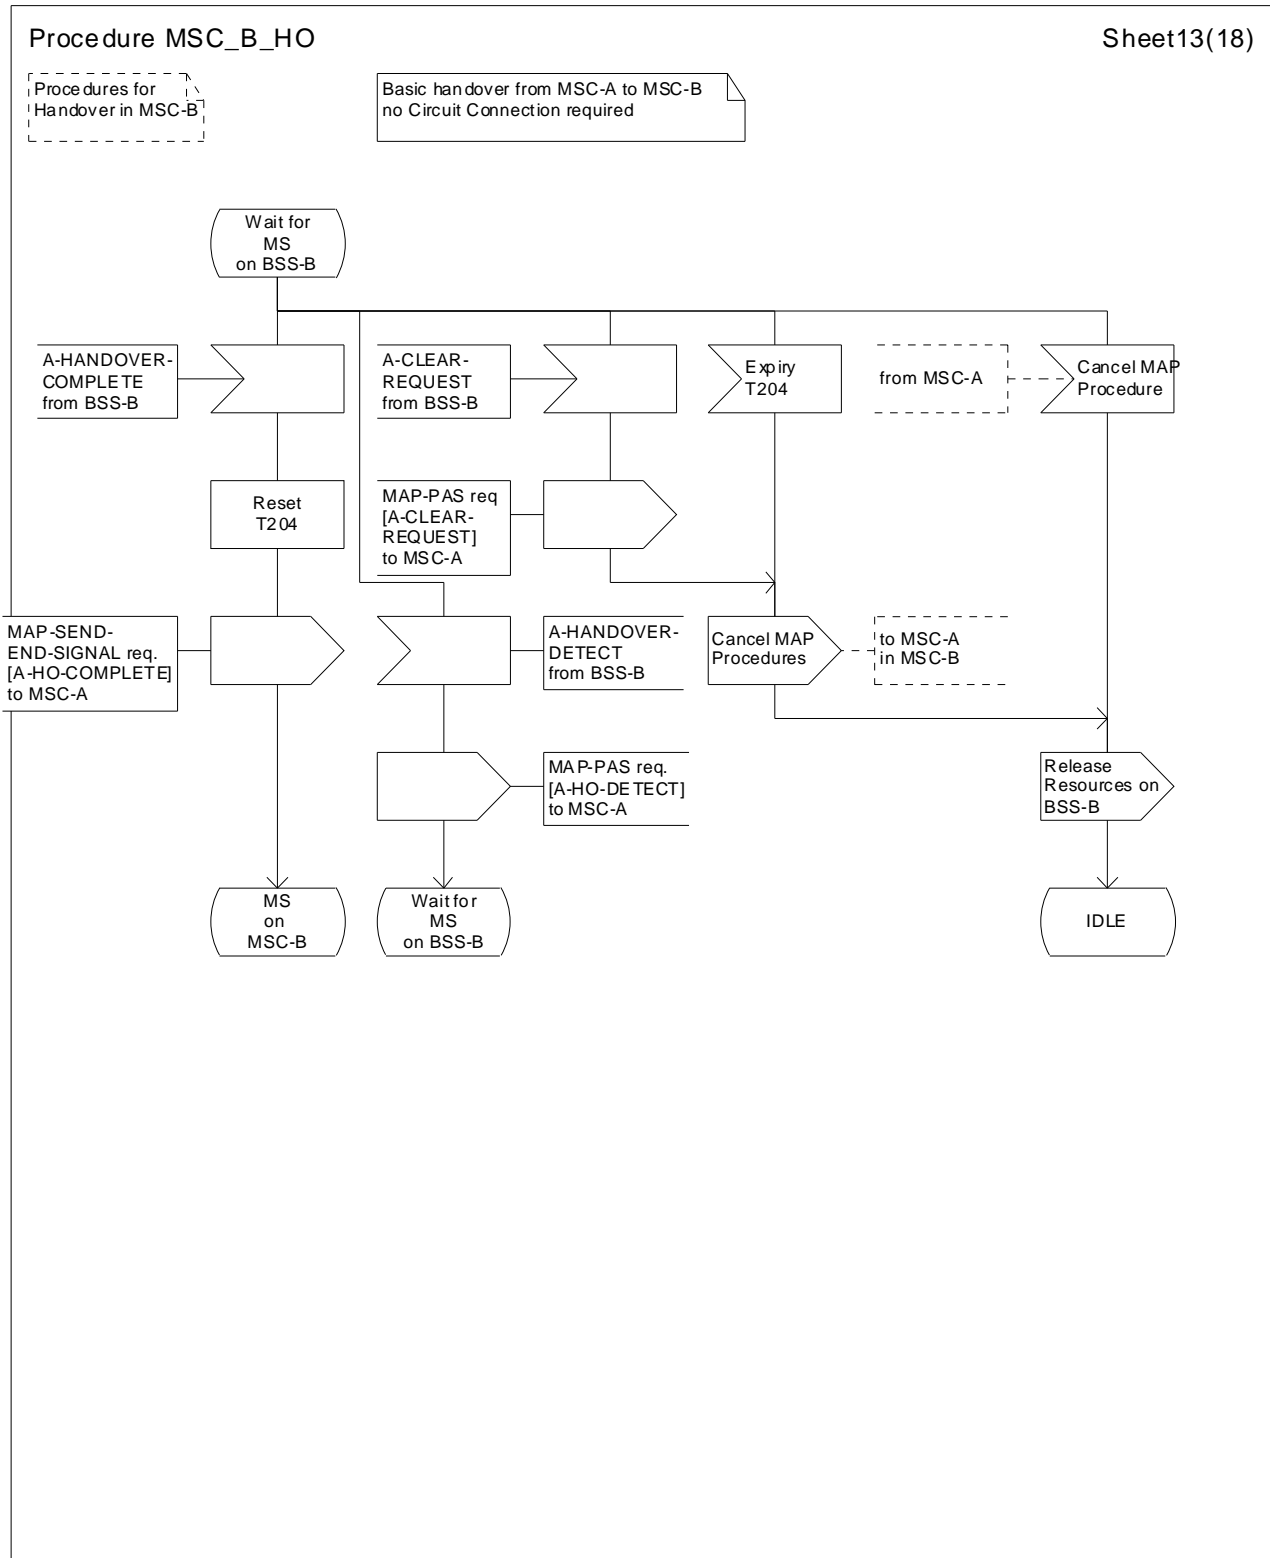 Procedure MSC_B_HO
Sheet13(18)
Procedures for
Handover in MSC-B
Basic handover from MSC-A to MSC-B
no Circuit Connection required
Wait for
MS
on BSS-B
A-HANDOVER-
COMPLETE
from BSS-B
A-CLEAR-
REQUEST
from BSS-B
Expiry
T204
from MSC-A
Cancel MAP
Procedure
Reset
T204
MAP-PAS req
[A-CLEAR-
REQUEST]
to MSC-A
MAP-SEND-
END-SIGNAL req.
[A-HO-COMPLETE]
to MSC-A
A-HANDOVER-
DETECT
from BSS-B
Cancel MAP
Procedures
to MSC-A
in MSC-B
MAP-PAS req.
[A-HO-DETECT]
to MSC-A
Release
Resources on
BSS-B
MS
on
MSC-B
Wait for
MS
on BSS-B
IDLE